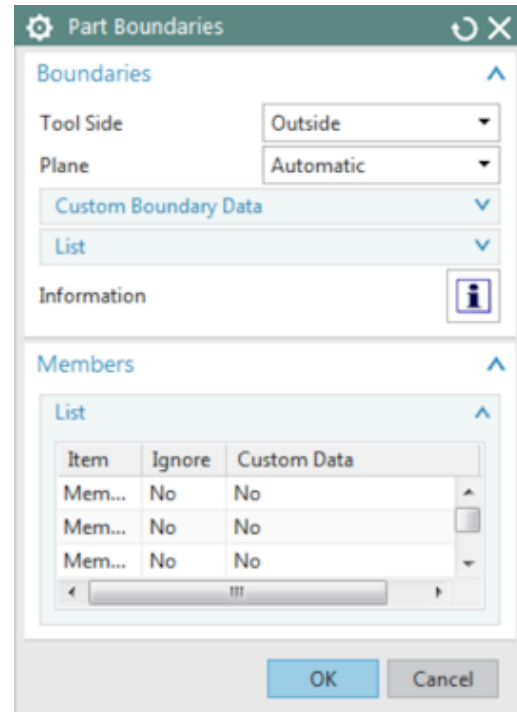 Part Boundaries
Boundaries
Tool Side Outside
Plane Automatic
Custom Boundary Data
List
Information
Members
List
Item Ignore Custom Data
Mem... No No
Mem... No No
Mem... No No
OK Cancel